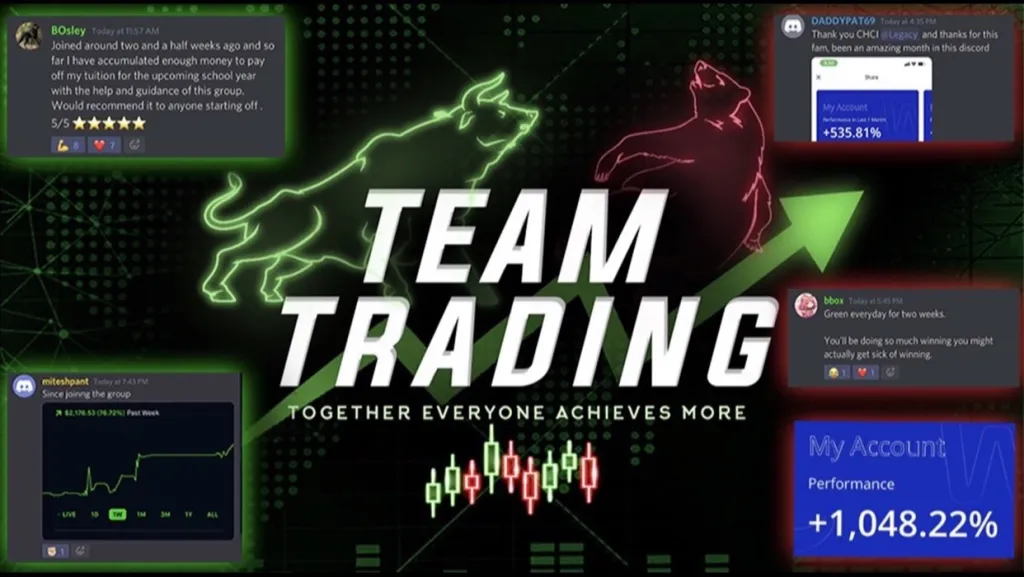 BOsley Today at 11:57 AM
Joined around two and a half weeks ago and so
far I have accumulated enough money to pay
off my tuition for the upcoming school year
with the help and guidance of this group.
Would recommend it to anyone starting off .
5/5 ⭐⭐⭐⭐⭐
8 7
DADDYPAT69 Today at 4:35 PM
Thank you CHCI @Legacy and thanks for this
fam, been an amazing month in this discord
Share
My Account
Performance in Last 1 Month
+535.81%
TEAM
TRADING
TOGETHER EVERYONE ACHIEVES MORE
bbox Today at 5:45 PM
Green everyday for two weeks.
You'll be doing so much winning you might
actually get sick of winning.
1 1
miteshpant Today at 7:43 PM
Since joinng the group
$2,176.53 (76.72%) Past Week
LIVE 1D 1W 1M 3M 1Y ALL
1
My Account
Performance
+1,048.22%